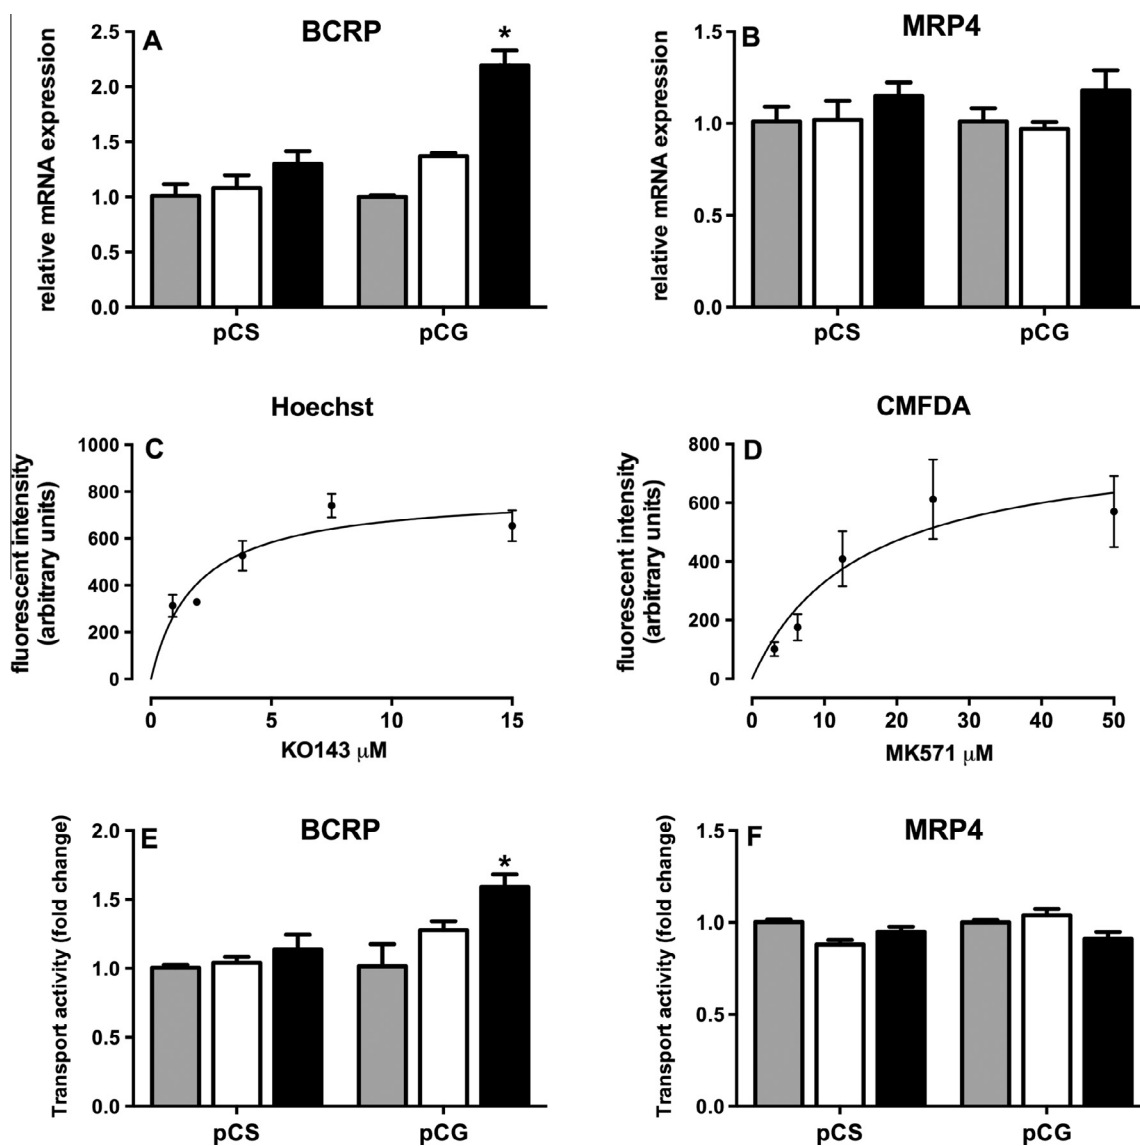 A
BCRP
relative mRNA expression
2.5
2.0
1.5
1.0
0.5
0.0
*
pCS
pCG
B
MRP4
relative mRNA expression
1.5
1.0
0.5
0.0
pCS
pCG
C
Hoechst
fluorescent intensity
(arbitrary units)
1000
800
600
400
200
0
0
5
10
15
KO143 μM
D
CMFDA
fluorescent intensity
(arbitrary units)
800
600
400
200
0
0
10
20
30
40
50
MK571 μM
E
BCRP
Transport activity (fold change)
2.0
1.5
1.0
0.5
0.0
*
pCS
pCG
F
MRP4
Transport activity (fold change)
1.5
1.0
0.5
0.0
pCS
pCG